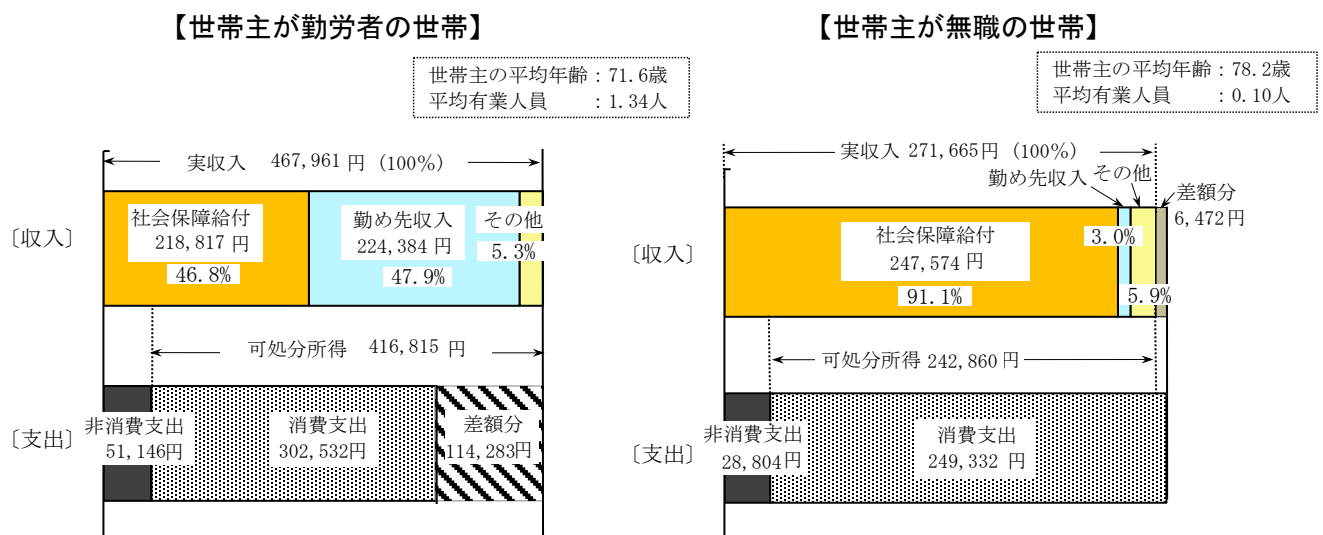 【世帯主が勤労者の世帯】
世帯主の平均年齢：71.6歳
平均有業人員　　：1.34人
実収入　467,961 円（100%）
〔収入〕
社会保障給付
218,817 円
46.8%
勤め先収入
224,384 円
47.9%
その他
5.3%
可処分所得　416,815 円
〔支出〕
非消費支出
51,146円
消費支出
302,532円
差額分
114,283円
【世帯主が無職の世帯】
世帯主の平均年齢：78.2歳
平均有業人員　　：0.10人
実収入 271,665円（100%）
勤め先収入
その他
差額分
6,472円
〔収入〕
社会保障給付
247,574 円
91.1%
3.0%
5.9%
可処分所得 242,860 円
〔支出〕
非消費支出
28,804円
消費支出
249,332 円